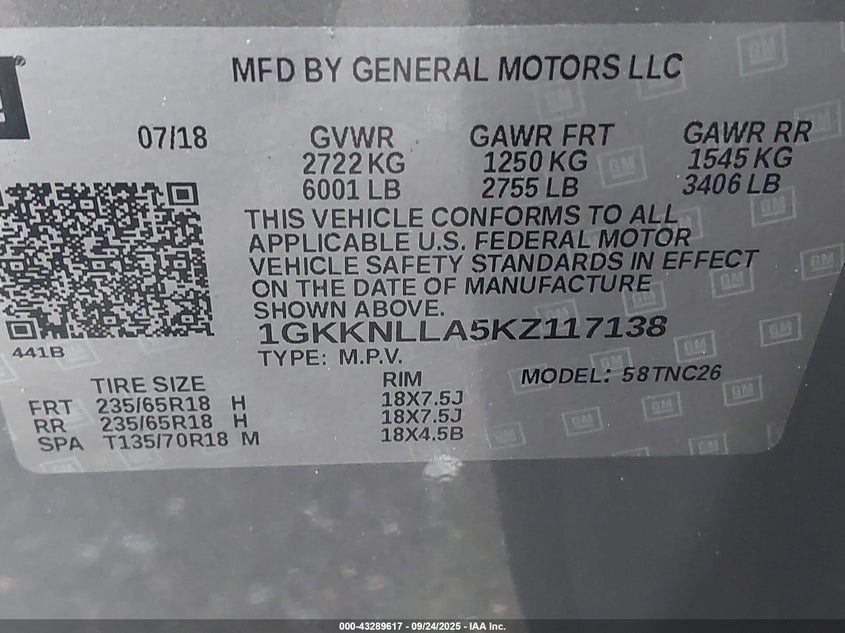 MFD BY GENERAL MOTORS LLC
07/18 GVWR GAWR FRT GAWR RR
2722 KG 1250 KG 1545 KG
6001 LB 2755 LB 3406 LB
THIS VEHICLE CONFORMS TO ALL
APPLICABLE U.S. FEDERAL MOTOR
VEHICLE SAFETY STANDARDS IN EFFECT
ON THE DATE OF MANUFACTURE
SHOWN ABOVE.
1GKKNLLA5KZ117138
441B
TYPE: M.P.V.
TIRE SIZE RIM MODEL: 58TNC26
FRT 235/65R18 H 18X7.5J
RR 235/65R18 H 18X7.5J
SPA T135/70R18 M 18X4.5B
000-43289617 - 09/24/2025 - IAA Inc.